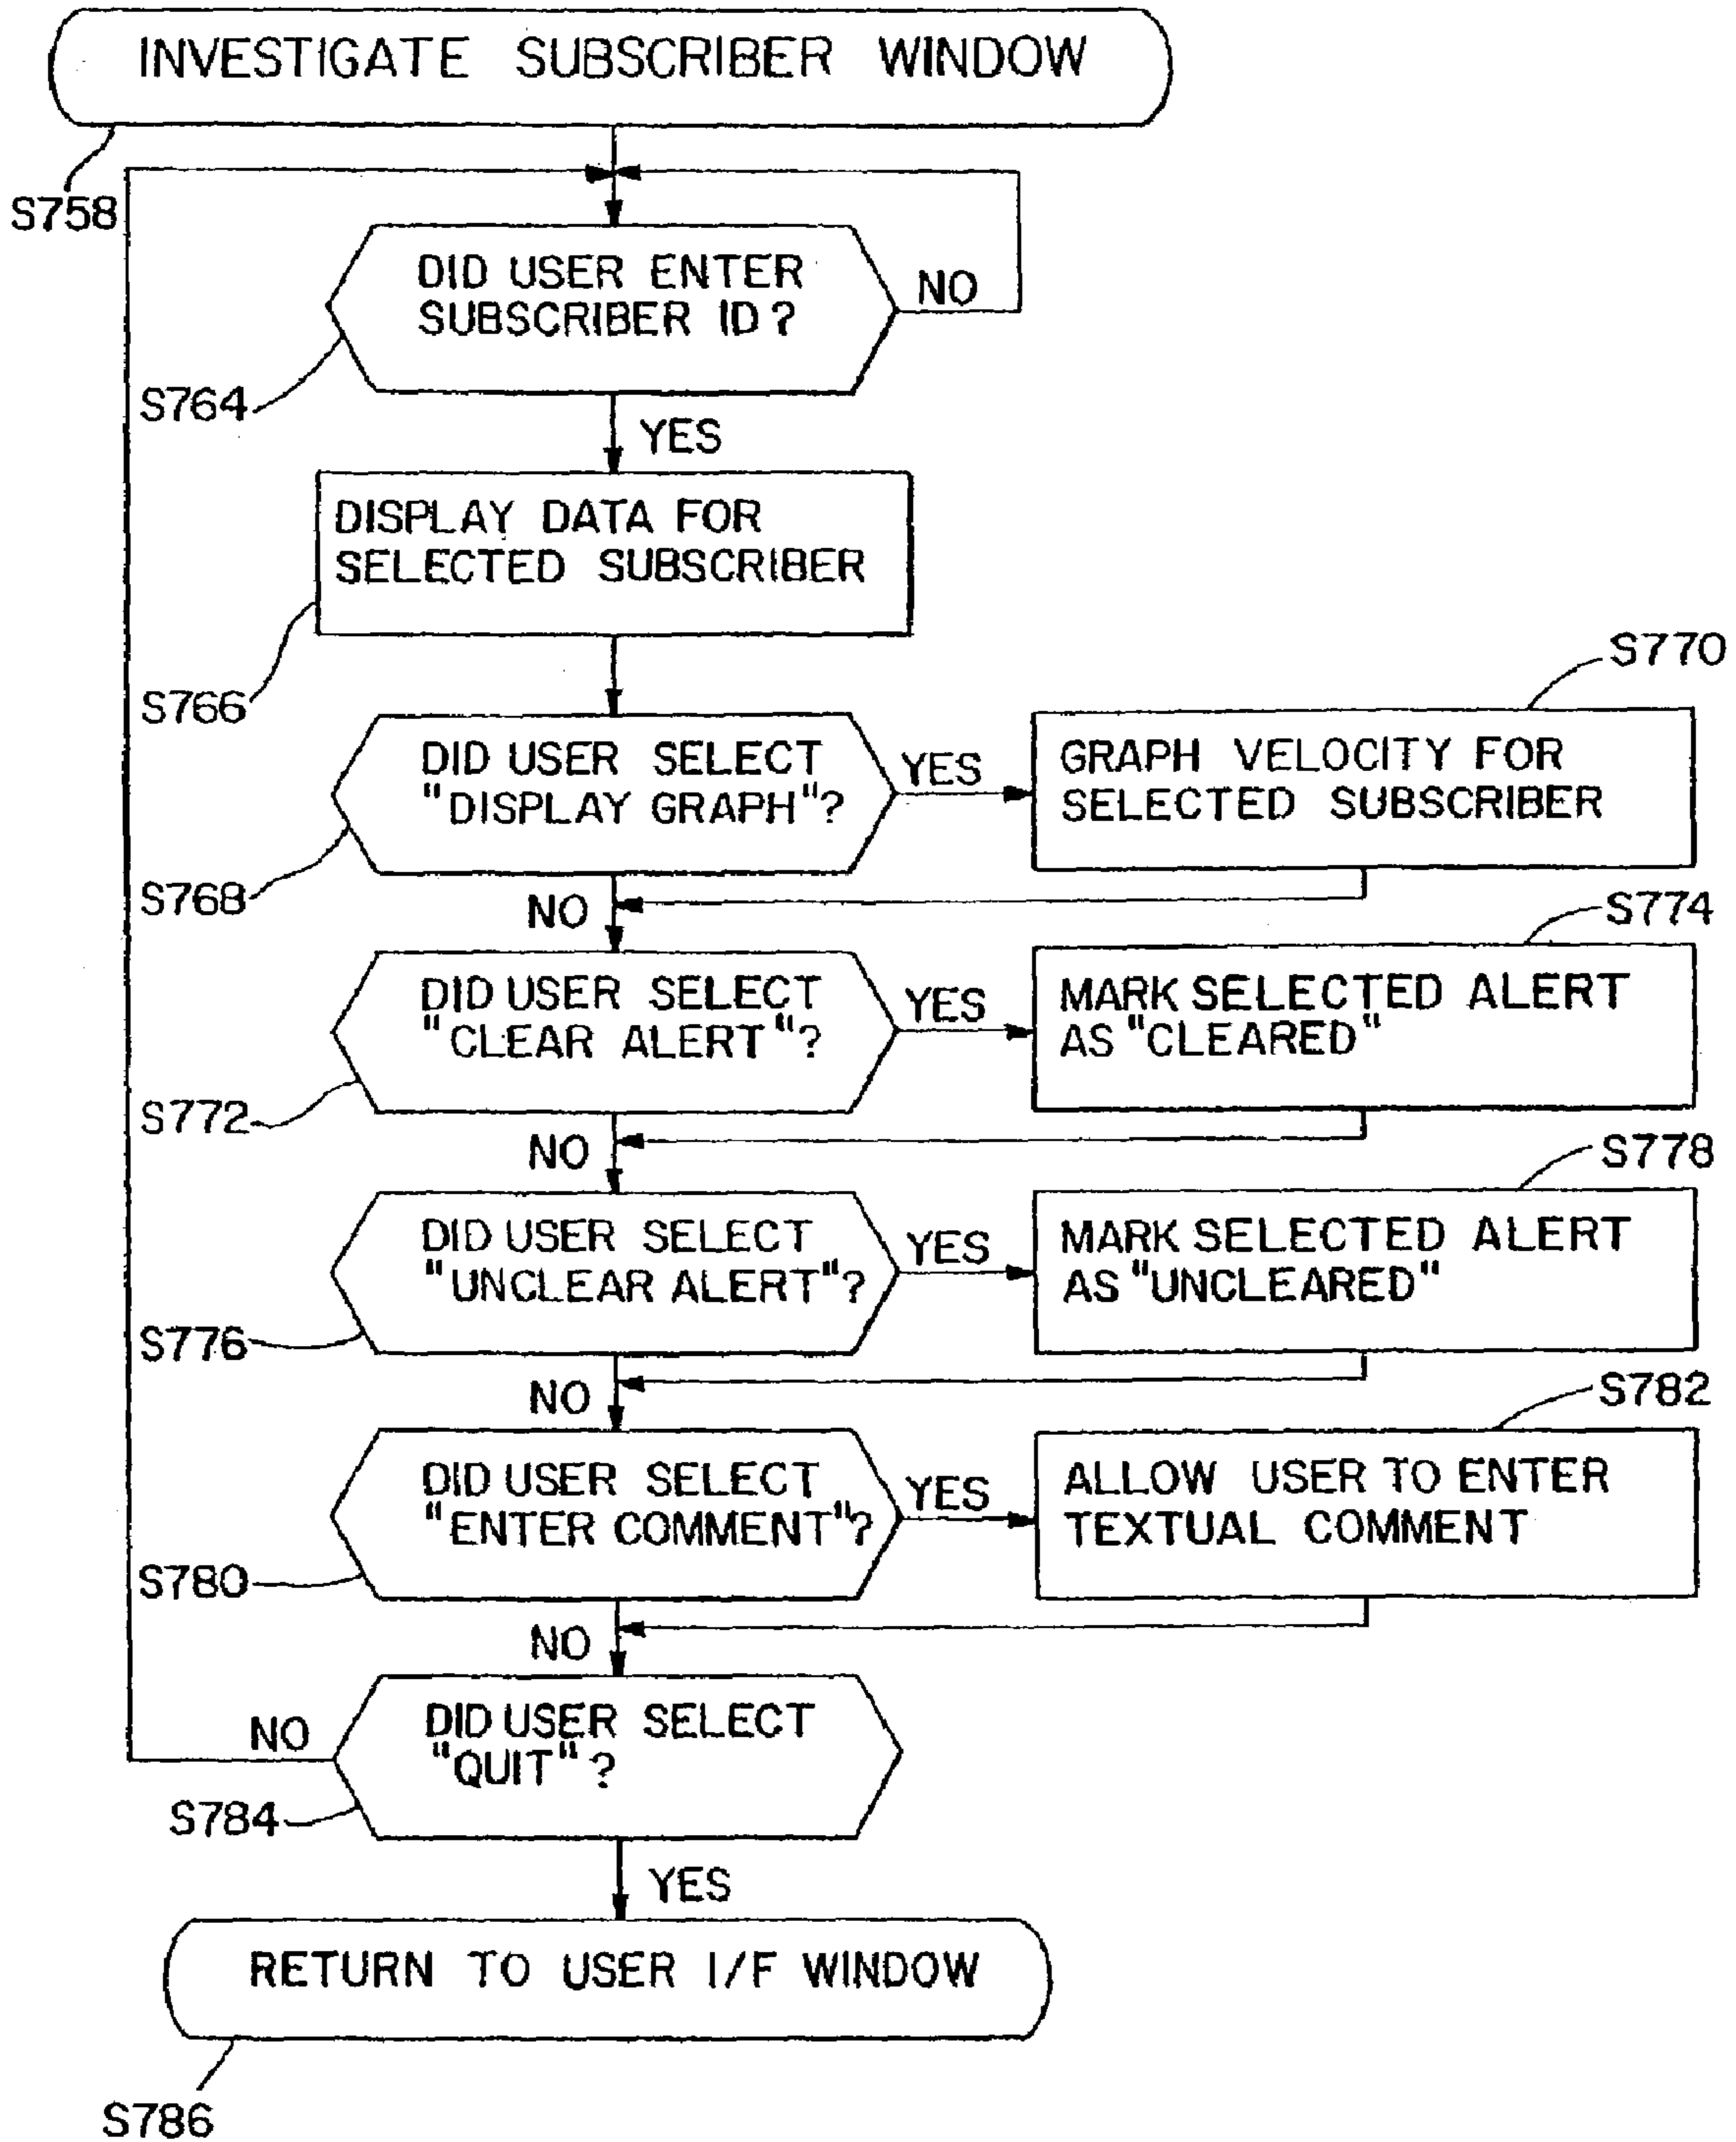 INVESTIGATE SUBSCRIBER WINDOW
S758
DID USER ENTER
SUBSCRIBER ID?
NO
S764
YES
DISPLAY DATA FOR
SELECTED SUBSCRIBER
S766
S770
DID USER SELECT
"DISPLAY GRAPH"?
YES
GRAPH VELOCITY FOR
SELECTED SUBSCRIBER
S768
NO
S774
DID USER SELECT
"CLEAR ALERT"?
YES
MARK SELECTED ALERT
AS "CLEARED"
S772
NO
S778
DID USER SELECT
"UNCLEAR ALERT"?
YES
MARK SELECTED ALERT
AS "UNCLEARED"
S776
NO
S782
DID USER SELECT
"ENTER COMMENT"?
YES
ALLOW USER TO ENTER
TEXTUAL COMMENT
S780
NO
DID USER SELECT
"QUIT"?
NO
S784
YES
RETURN TO USER I/F WINDOW
S786